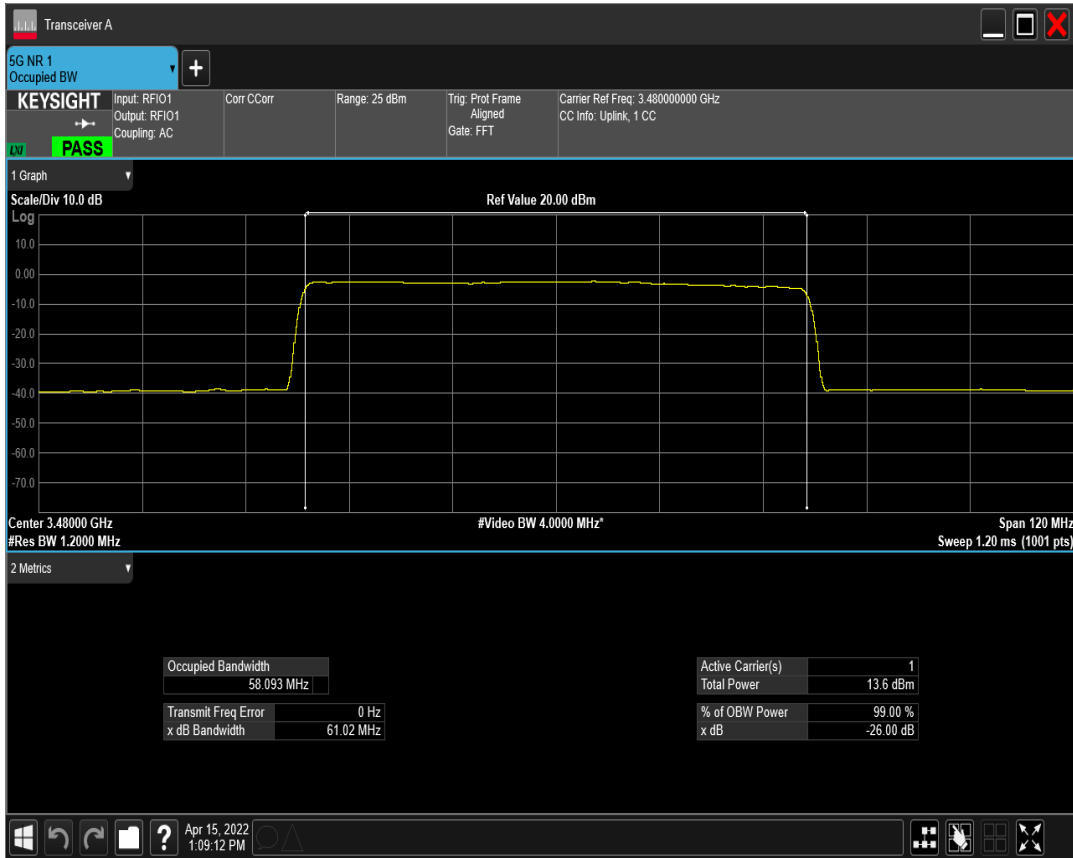 Transceiver A
5G NR 1
Occupied BW
KEYSIGHT
LXI
PASS
Input: RFIO1
Output: RFIO1
Coupling: AC
Corr CCorr
Range: 25 dBm
Trig: Prot Frame
Aligned
Gate: FFT
Carrier Ref Freq: 3.480000000 GHz
CC Info: Uplink, 1 CC
1 Graph
Scale/Div 10.0 dB
Ref Value 20.00 dBm
Log
10.0
0.00
-10.0
-20.0
-30.0
-40.0
-50.0
-60.0
-70.0
Center 3.48000 GHz
#Video BW 4.0000 MHz*
Span 120 MHz
#Res BW 1.2000 MHz
Sweep 1.20 ms (1001 pts)
2 Metrics
Occupied Bandwidth
58.093 MHz
Transmit Freq Error 0 Hz
x dB Bandwidth 61.02 MHz
Active Carrier(s) 1
Total Power 13.6 dBm
% of OBW Power 99.00 %
x dB -26.00 dB
?
Apr 15, 2022
1:09:12 PM